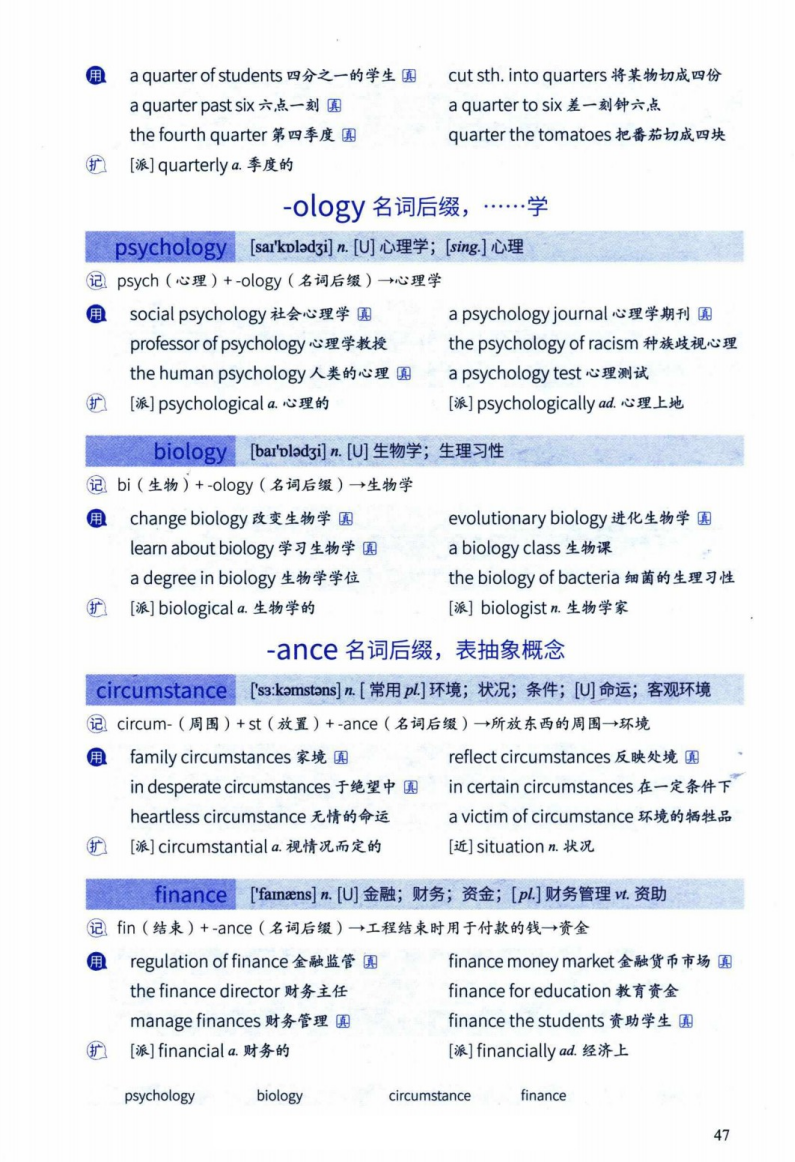 用 a quarter of students 四分之一的学生 真 cut sth. into quarters 将某物切成四份
a quarter past six 六点一刻 真 a quarter to six 差一刻钟六点
the fourth quarter 第四季度 真 quarter the tomatoes 把番茄切成四块
扩 [派] quarterly a. 季度的
-ology 名词后缀，……学
psychology [saɪ'kɒlədʒi] n. [U] 心理学；[sing.] 心理
记 psych（心理）+ -ology（名词后缀）→心理学
用 social psychology 社会心理学 真 a psychology journal 心理学期刊 真
professor of psychology 心理学教授 the psychology of racism 种族歧视心理
the human psychology 人类的心理 真 a psychology test 心理测试
扩 [派] psychological a. 心理的 [派] psychologically ad. 心理上地
biology [baɪ'ɒlədʒi] n. [U] 生物学；生理习性
记 bi（生物）+ -ology（名词后缀）→生物学
用 change biology 改变生物学 真 evolutionary biology 进化生物学 真
learn about biology 学习生物学 真 a biology class 生物课
a degree in biology 生物学学位 the biology of bacteria 细菌的生理习性
扩 [派] biological a. 生物学的 [派] biologist n. 生物学家
-ance 名词后缀，表抽象概念
circumstance ['sɜːkəmstəns] n. [ 常用 pl.] 环境；状况；条件；[U] 命运；客观环境
记 circum-（周围）+ st（放置）+ -ance（名词后缀）→所放东西的周围→环境
用 family circumstances 家境 真 reflect circumstances 反映处境 真
in desperate circumstances 于绝望中 真 in certain circumstances 在一定条件下
heartless circumstance 无情的命运 a victim of circumstance 环境的牺牲品
扩 [派] circumstantial a. 视情况而定的 [近] situation n. 状况
finance ['faɪnæns] n. [U] 金融；财务；资金；[pl.] 财务管理 vt. 资助
记 fin（结束）+ -ance（名词后缀）→工程结束时用于付款的钱→资金
用 regulation of finance 金融监管 真 finance money market 金融货币市场 真
the finance director 财务主任 finance for education 教育资金
manage finances 财务管理 真 finance the students 资助学生 真
扩 [派] financial a. 财务的 [派] financially ad. 经济上
psychology biology circumstance finance
47